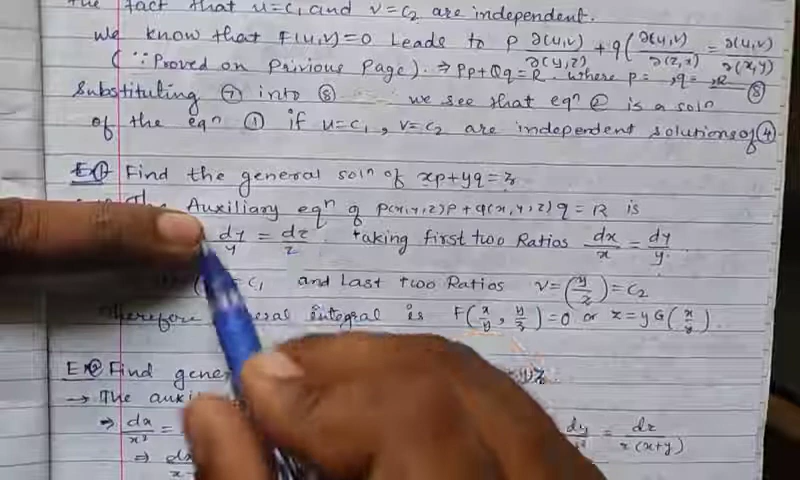 the fact that u=c₁ and v=c₂ are independent.
We know that F(u,v)=0 Leads to P ∂(u,v)/∂(y,z) + q(∂(u,v)/∂(z,x) = ∂(u,v)/∂(x,y)
(∵ Proved on Privious Page). ⇒ Pp+Qq=R. where P= ,q= ,R ⑧
Substituting ⑦ into ⑧ we see that eqⁿ ② is a solⁿ
of the eqⁿ ① if u=c₁, v=c₂ are independent solutions of ④
Ex① Find the general solⁿ of xp+yq=z
The Auxiliary eqⁿ of P(x,y,z)p+q(x,y,z)q=R is
dy/y = dz/z. taking first two Ratios dx/x = dy/y.
=c₁ and Last two Ratios v=(y/z)=c₂
Therefore integral is F(x/y, y/z)=0 or z=yG(x/y).
Ex② Find
→ The
⇒ dx/x² = dy = dz/z(x+y)
⇒